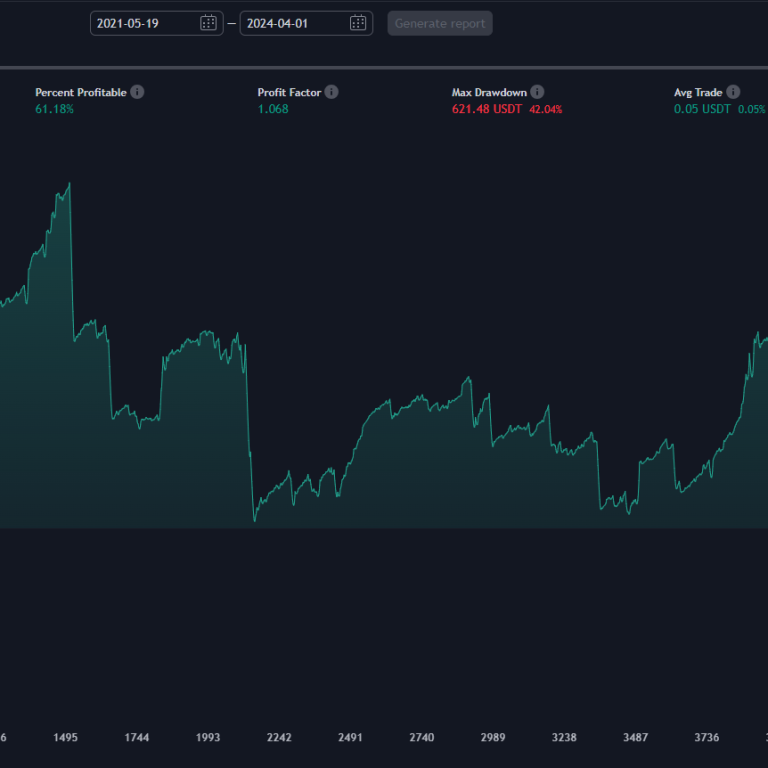 2021-05-19 — 2024-04-01 Generate report
Percent Profitable Profit Factor Max Drawdown Avg Trade
61.18% 1.068 621.48 USDT 42.04% 0.05 USDT 0.05%
6 1495 1744 1993 2242 2491 2740 2989 3238 3487 3736